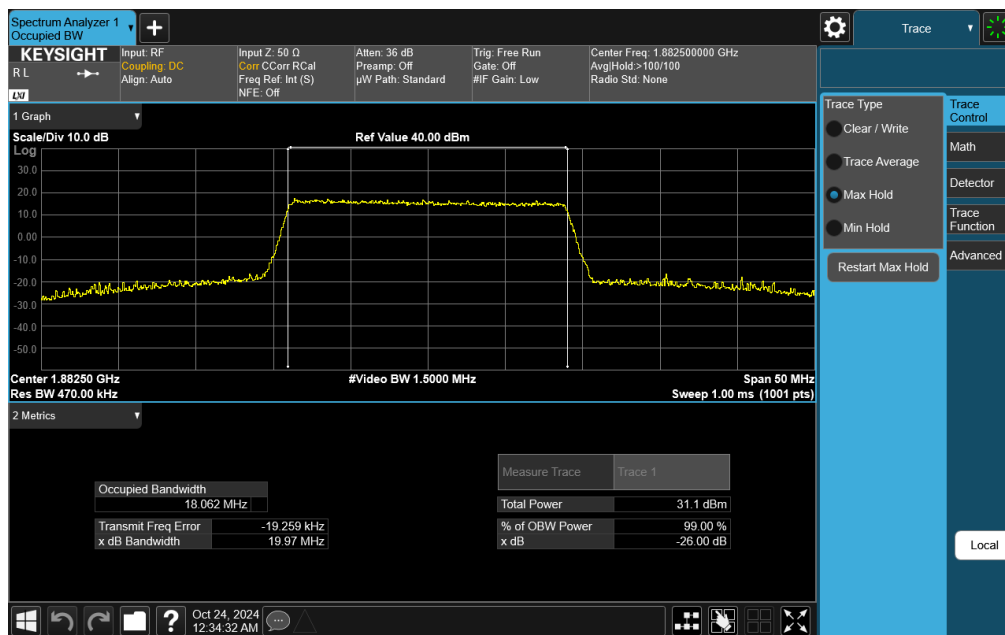 Spectrum Analyzer 1
Occupied BW
Trace
KEYSIGHT
R L
LXI
Input: RF
Coupling: DC
Align: Auto
Input Z: 50 Ω
Corr CCorr RCal
Freq Ref: Int (S)
NFE: Off
Atten: 36 dB
Preamp: Off
µW Path: Standard
Trig: Free Run
Gate: Off
#IF Gain: Low
Center Freq: 1.882500000 GHz
Avg|Hold:>100/100
Radio Std: None
1 Graph
Scale/Div 10.0 dB
Ref Value 40.00 dBm
Log
30.0
20.0
10.0
0.00
-10.0
-20.0
-30.0
-40.0
-50.0
Center 1.88250 GHz
#Video BW 1.5000 MHz
Span 50 MHz
Res BW 470.00 kHz
Sweep 1.00 ms (1001 pts)
2 Metrics
Measure Trace Trace 1
Occupied Bandwidth
18.062 MHz
Total Power 31.1 dBm
Transmit Freq Error -19.259 kHz
% of OBW Power 99.00 %
x dB Bandwidth 19.97 MHz
x dB -26.00 dB
Trace Type
Clear / Write
Trace Average
Max Hold
Min Hold
Restart Max Hold
Trace
Control
Math
Detector
Trace
Function
Advanced
Local
?
Oct 24, 2024
12:34:32 AM